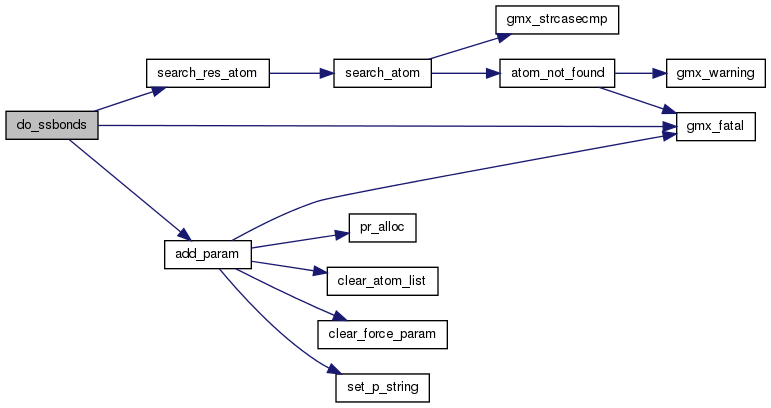 gmx_strcasecmp
search_res_atom
search_atom
atom_not_found
gmx_warning
do_ssbonds
gmx_fatal
pr_alloc
add_param
clear_atom_list
clear_force_param
set_p_string